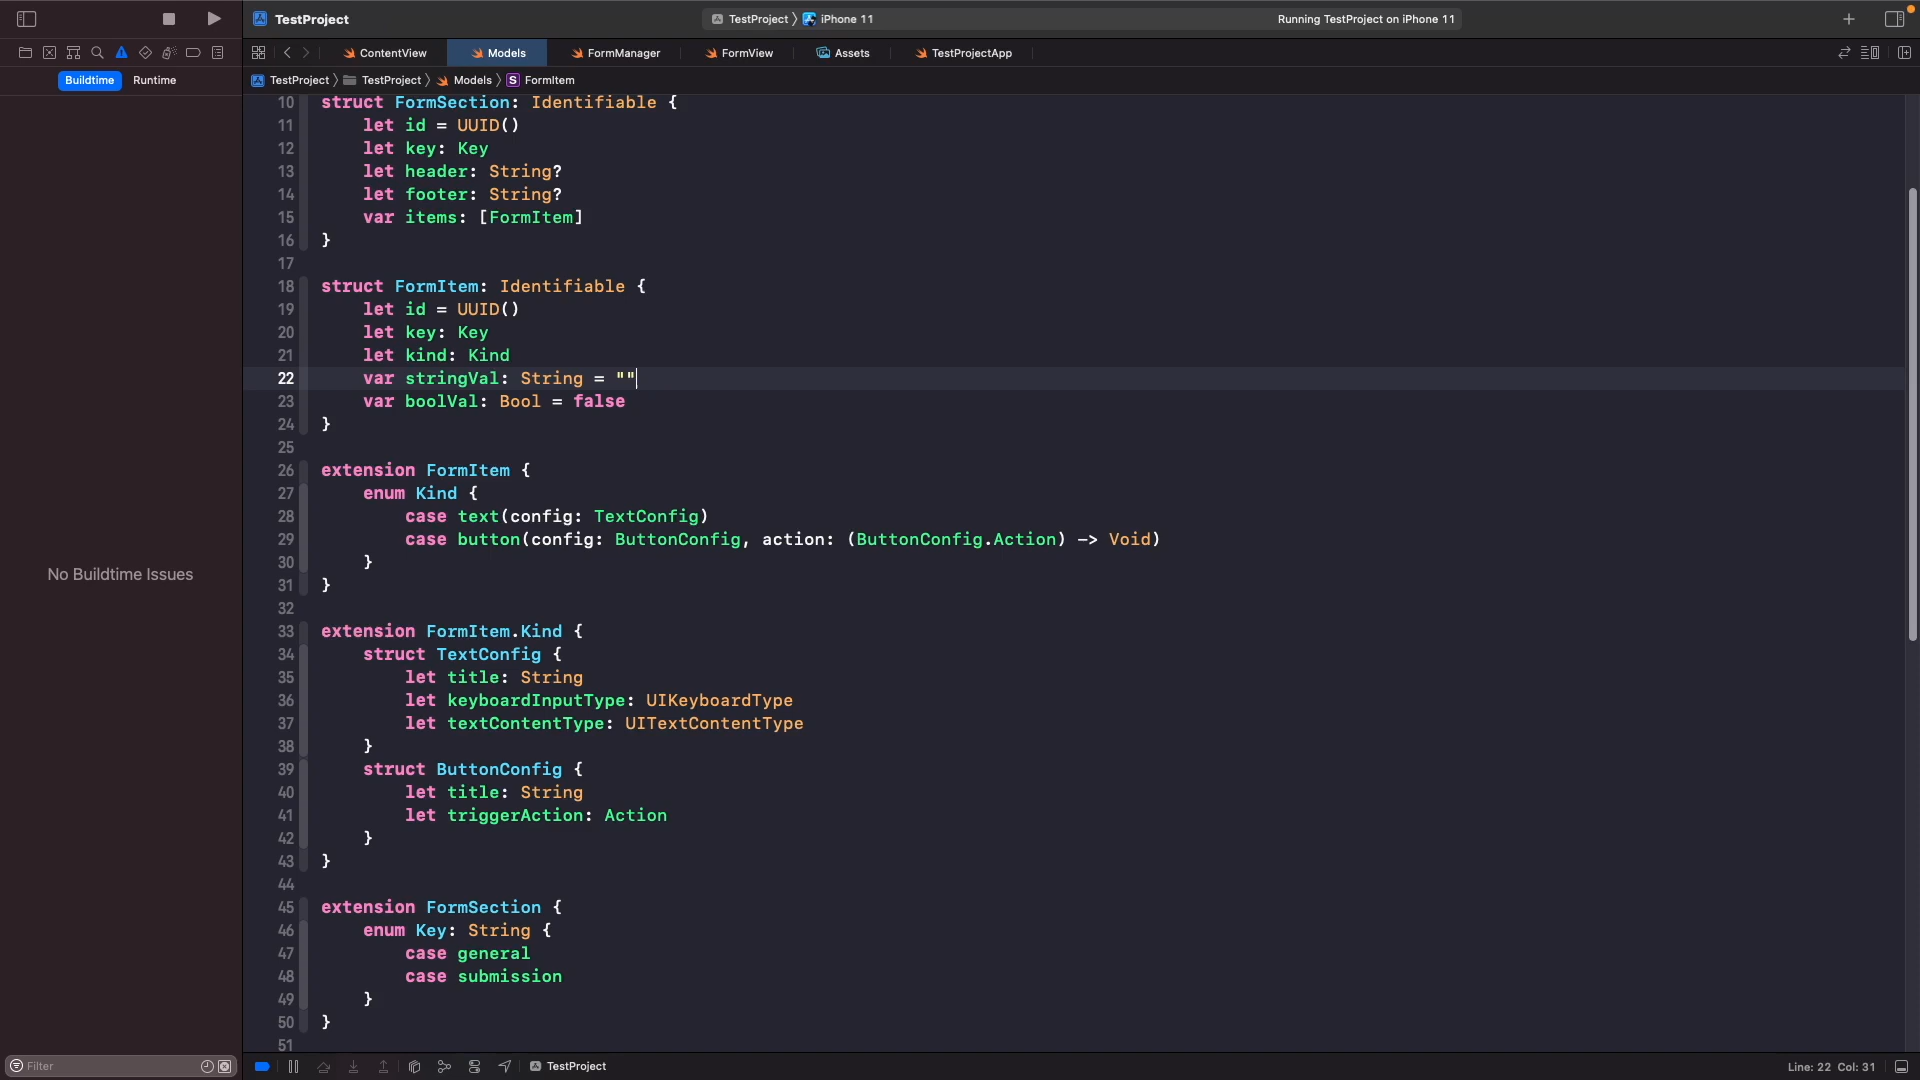 TestProject
TestProject
iPhone 11
Running TestProject on iPhone 11
ContentView
Models
FormManager
FormView
Assets
TestProjectApp
Buildtime
Runtime
TestProject
TestProject
Models
S
FormItem
10 struct FormSection: Identifiable {
11 let id = UUID()
12 let key: Key
13 let header: String?
14 let footer: String?
15 var items: [FormItem]
16 }
17
18 struct FormItem: Identifiable {
19 let id = UUID()
20 let key: Key
21 let kind: Kind
22 var stringVal: String = ""
23 var boolVal: Bool = false
24 }
25
26 extension FormItem {
27 enum Kind {
28 case text(config: TextConfig)
29 case button(config: ButtonConfig, action: (ButtonConfig.Action) -> Void)
30 }
31 }
32
33 extension FormItem.Kind {
34 struct TextConfig {
35 let title: String
36 let keyboardInputType: UIKeyboardType
37 let textContentType: UITextContentType
38 }
39 struct ButtonConfig {
40 let title: String
41 let triggerAction: Action
42 }
43 }
44
45 extension FormSection {
46 enum Key: String {
47 case general
48 case submission
49 }
50 }
51
No Buildtime Issues
Filter
TestProject
Line: 22 Col: 31